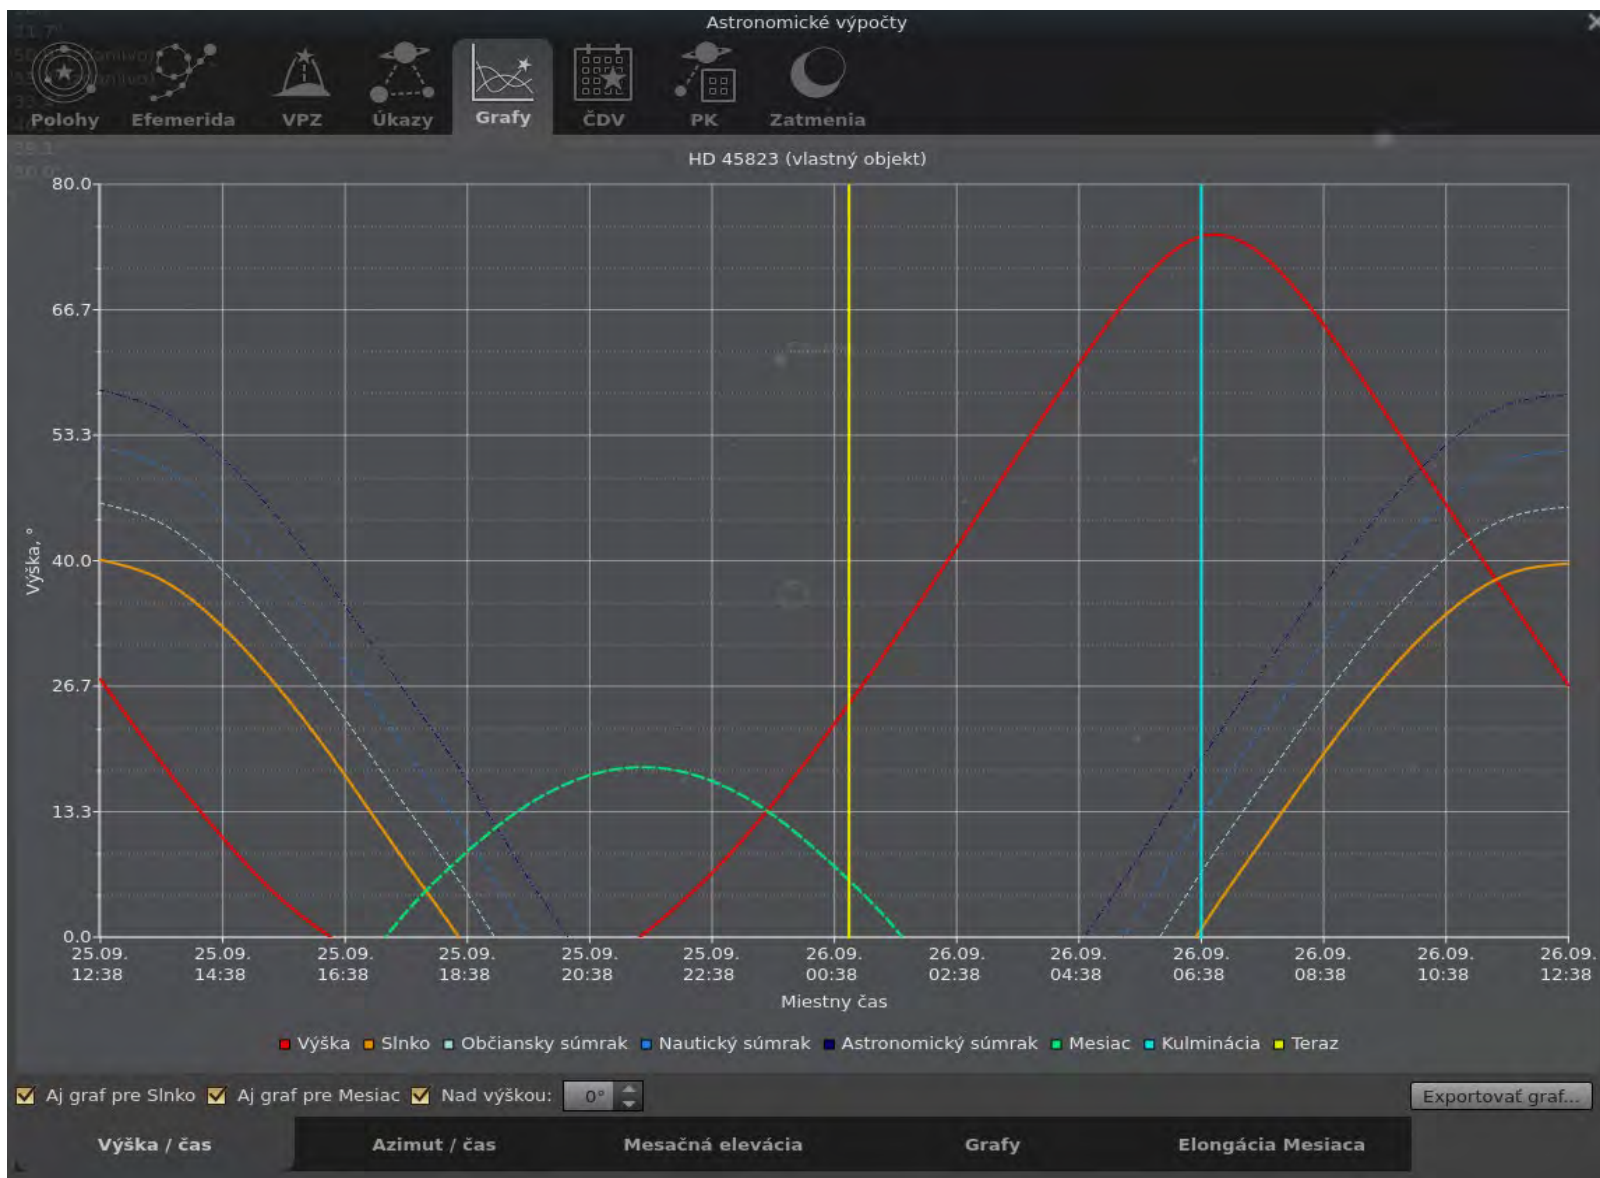 Astronomické výpočty
Polohy Efemerida VPZ Úkazy Grafy ČDV PK Zatmenia
HD 45823 (vlastný objekt)
80.0
66.7
53.3
40.0
26.7
13.3
0.0
Výška, °
25.09. 25.09. 25.09. 25.09. 25.09. 25.09. 26.09. 26.09. 26.09. 26.09. 26.09. 26.09. 26.09.
12:38 14:38 16:38 18:38 20:38 22:38 00:38 02:38 04:38 06:38 08:38 10:38 12:38
Miestny čas
Výška Slnko Občiansky súmrak Nautický súmrak Astronomický súmrak Mesiac Kulminácia Teraz
Aj graf pre Slnko Aj graf pre Mesiac Nad výškou: 0° Exportovať graf...
Výška / čas Azimut / čas Mesačná elevácia Grafy Elongácia Mesiaca